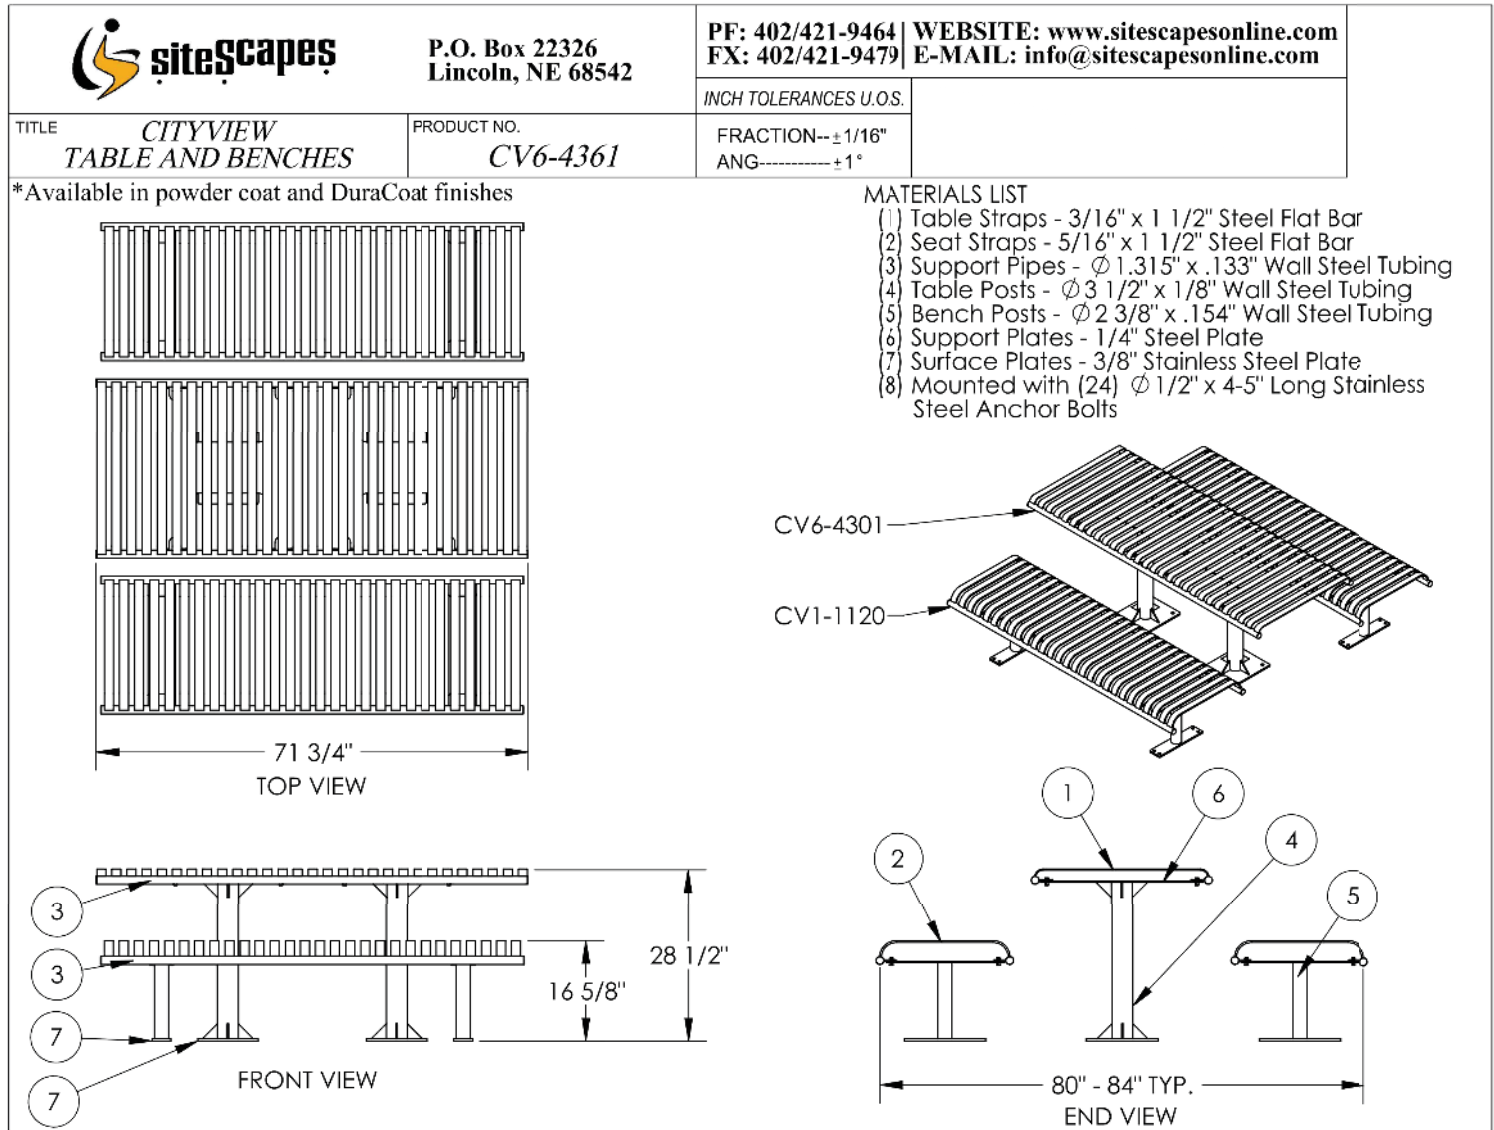 sitescapes
P.O. Box 22326
Lincoln, NE 68542
PF: 402/421-9464| WEBSITE: www.sitescapesonline.com
FX: 402/421-9479| E-MAIL: info@sitescapesonline.com
INCH TOLERANCES U.O.S.
TITLE
CITYVIEW
TABLE AND BENCHES
PRODUCT NO.
CV6-4361
FRACTION--±1/16"
ANG-----------±1°
*Available in powder coat and DuraCoat finishes
MATERIALS LIST
(1) Table Straps - 3/16" x 1 1/2" Steel Flat Bar
(2) Seat Straps - 5/16" x 1 1/2" Steel Flat Bar
(3) Support Pipes - ∅1.315" x .133" Wall Steel Tubing
(4) Table Posts - ∅3 1/2" x 1/8" Wall Steel Tubing
(5) Bench Posts - ∅2 3/8" x .154" Wall Steel Tubing
(6) Support Plates - 1/4" Steel Plate
(7) Surface Plates - 3/8" Stainless Steel Plate
(8) Mounted with (24) ∅1/2" x 4-5" Long Stainless
Steel Anchor Bolts
CV6-4301
CV1-1120
71 3/4"
TOP VIEW
1
6
2
4
5
3
3
7
7
28 1/2"
16 5/8"
FRONT VIEW
80" - 84" TYP.
END VIEW